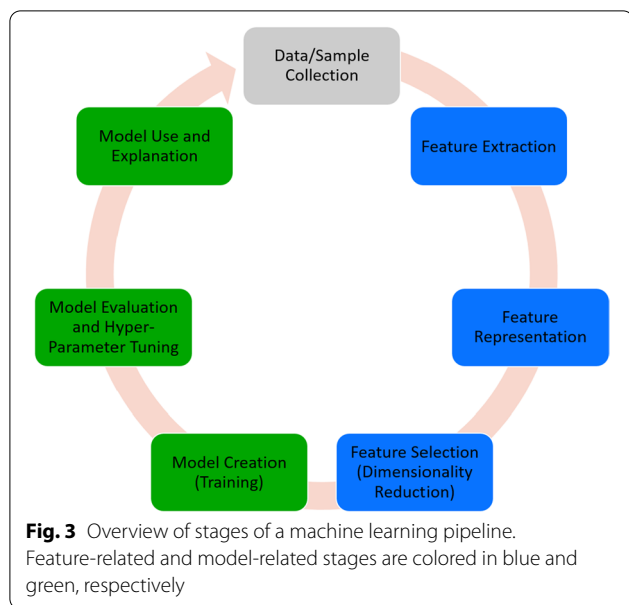 Data/Sample
Collection
Feature Extraction
Feature
Representation
Feature Selection
(Dimensionality
Reduction)
Model Creation
(Training)
Model Evaluation
and Hyper-
Parameter Tuning
Model Use and
Explanation
Fig. 3 Overview of stages of a machine learning pipeline.
Feature-related and model-related stages are colored in blue and
green, respectively